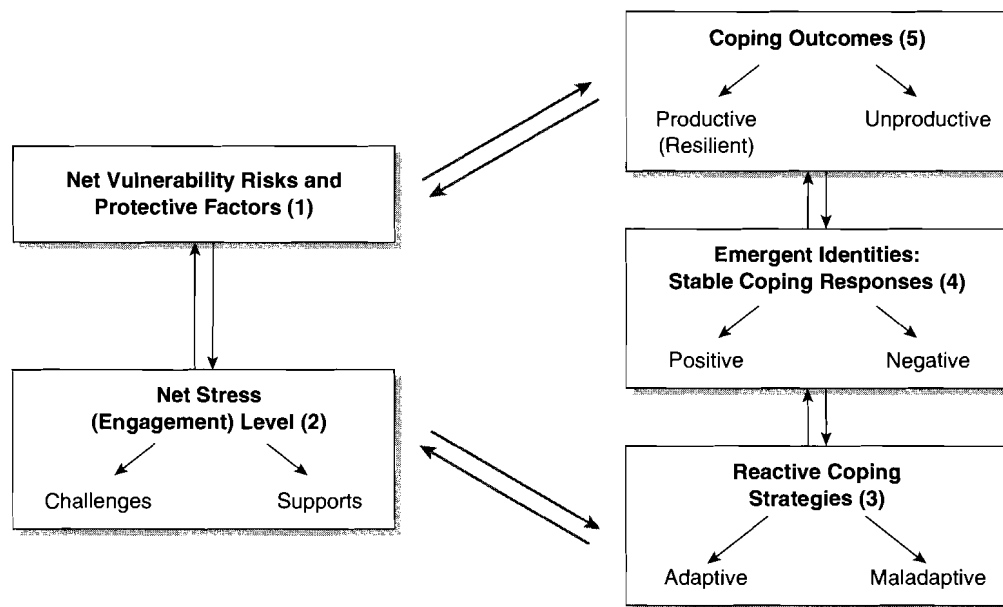 Net Vulnerability Risks and
Protective Factors (1)
Net Stress
(Engagement) Level (2)
Challenges
Supports
Reactive Coping
Strategies (3)
Adaptive
Maladaptive
Emergent Identities:
Stable Coping Responses (4)
Positive
Negative
Coping Outcomes (5)
Productive
(Resilient)
Unproductive